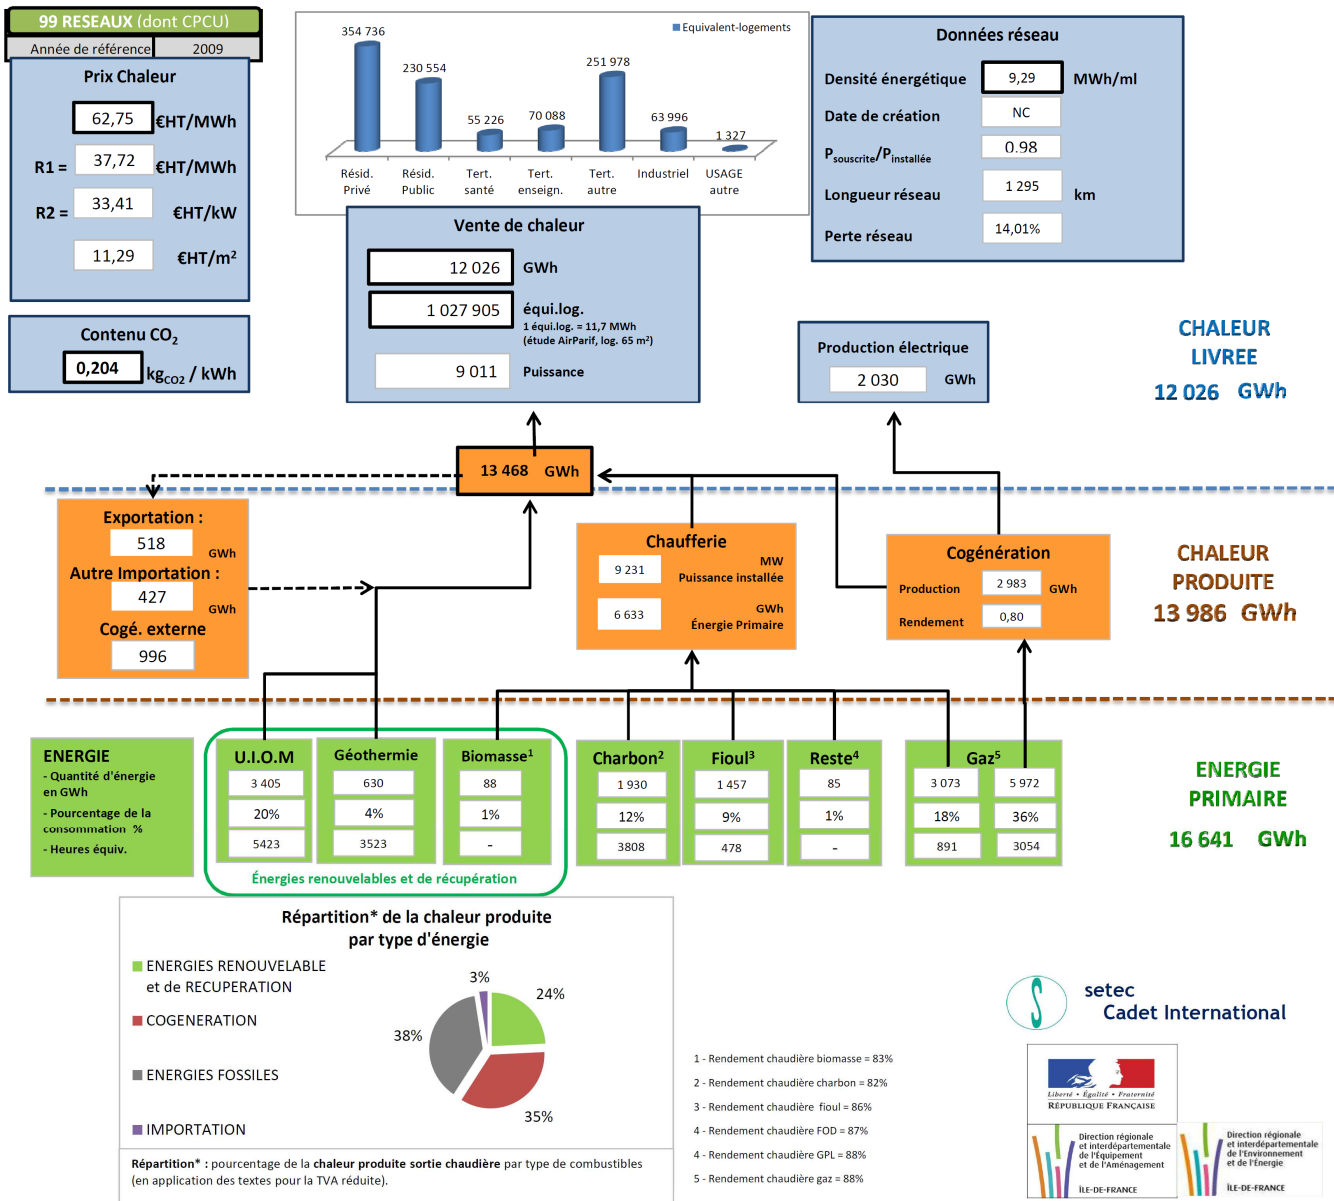 99 RESEAUX (dont CPCU)
Année de référence 2009
Prix Chaleur
62,75 €HT/MWh
R1 = 37,72 €HT/MWh
R2 = 33,41 €HT/kW
11,29 €HT/m²
Contenu CO₂
0,204 kgCO2 / kWh
Equivalent-logements
354 736
230 554
55 226
70 088
251 978
63 996
1 327
Résid. Privé
Résid. Public
Tert. santé
Tert. enseign.
Tert. autre
Industriel
USAGE autre
Données réseau
Densité énergétique 9,29 MWh/ml
Date de création NC
Psouscrite/Pinstallée 0.98
Longueur réseau 1 295 km
Perte réseau 14,01%
Vente de chaleur
12 026 GWh
1 027 905 équi.log.
1 équi.log. = 11,7 MWh
(étude AirParif, log. 65 m²)
9 011 Puissance
Production électrique
2 030 GWh
CHALEUR
LIVREE
12 026 GWh
13 468 GWh
Exportation :
518 GWh
Autre Importation :
427 GWh
Cogé. externe
996
Chaufferie
9 231 MW
Puissance installée
6 633 GWh
Énergie Primaire
Cogénération
Production 2 983 GWh
Rendement 0,80
CHALEUR
PRODUITE
13 986 GWh
ENERGIE
- Quantité d'énergie
en GWh
- Pourcentage de la
consommation %
- Heures équiv.
U.I.O.M
3 405
20%
5423
Géothermie
630
4%
3523
Biomasse¹
88
1%
-
Énergies renouvelables et de récupération
Charbon²
1 930
12%
3808
Fioul³
1 457
9%
478
Reste⁴
85
1%
-
Gaz⁵
3 073 5 972
18% 36%
891 3054
ENERGIE
PRIMAIRE
16 641 GWh
Répartition* de la chaleur produite
par type d'énergie
ENERGIES RENOUVELABLE
et de RECUPERATION
COGENERATION
ENERGIES FOSSILES
IMPORTATION
3%
24%
38%
35%
Répartition* : pourcentage de la chaleur produite sortie chaudière par type de combustibles
(en application des textes pour la TVA réduite).
1 - Rendement chaudière biomasse = 83%
2 - Rendement chaudière charbon = 82%
3 - Rendement chaudière fioul = 86%
4 - Rendement chaudière FOD = 87%
4 - Rendement chaudière GPL = 88%
5 - Rendement chaudière gaz = 88%
setec
Cadet International
Liberté • Égalité • Fraternité
RÉPUBLIQUE FRANÇAISE
Direction régionale
et interdépartementale
de l'Équipement
et de l'Aménagement
ÎLE-DE-FRANCE
Direction régionale
et interdépartementale
de l'Environnement
et de l'Énergie
ÎLE-DE-FRANCE